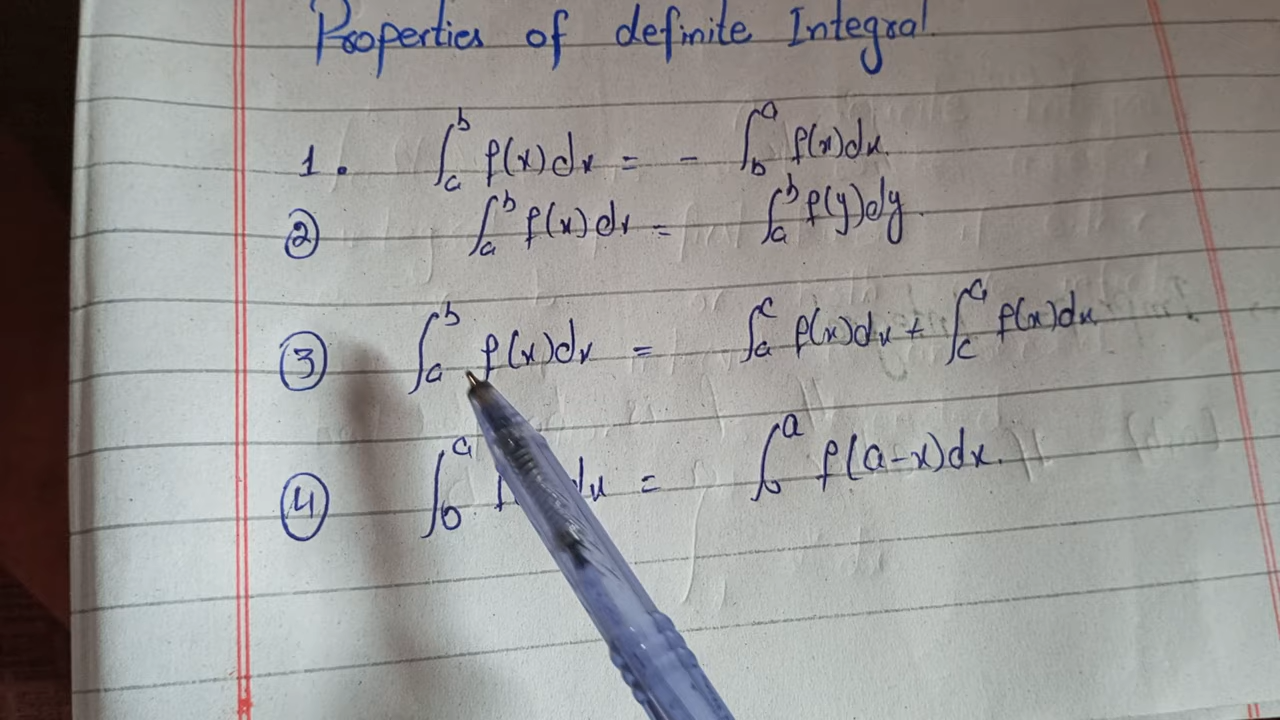 Properties of definite Integral.
1. ∫_a^b f(x)dx = - ∫_b^a f(x)dx.
② ∫_a^b f(x)dx = ∫_a^b f(y)dy.
③ ∫_a^b f(x)dx = ∫_a^c f(x)dx + ∫_c^a f(x)dx
④ ∫_0^a f dx = ∫_0^a f(a-x)dx.